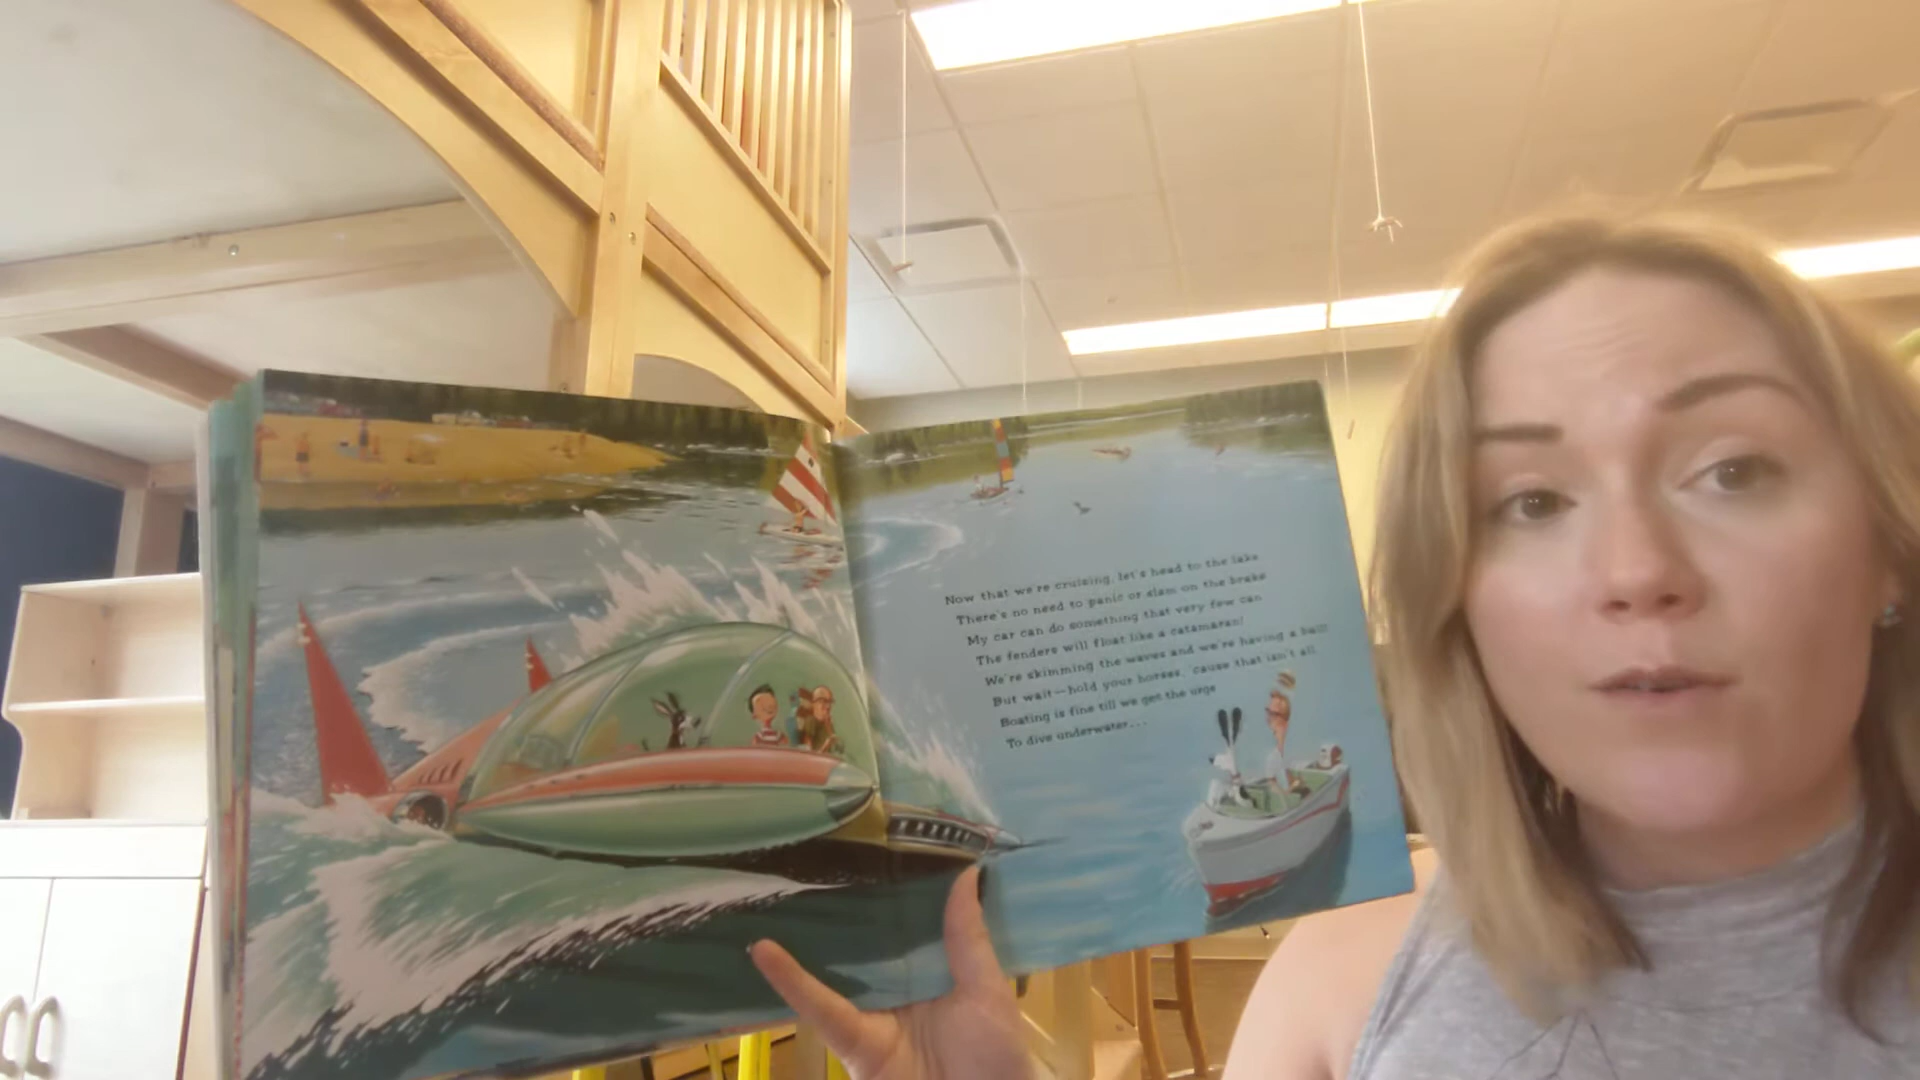 Now that we're cruising, let's head to the lake
There's no need to panic or slam on the brake
My car can do something that very few can
The fenders will float like a catamaran!
We're skimming the waves and we're having a ball!
But wait—hold your horses, 'cause that isn't all.
Boating is fine till we get the urge
To dive underwater...